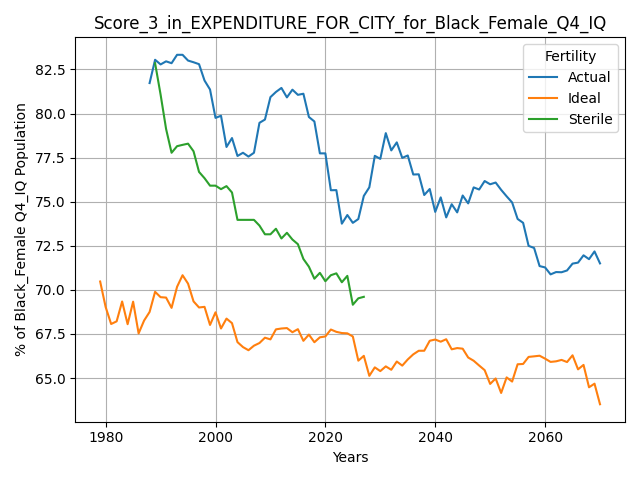 Score_3_in_EXPENDITURE_FOR_CITY_for_Black_Female_Q4_IQ
Fertility
Actual
Ideal
Sterile
% of Black_Female Q4_IQ Population
82.5
80.0
77.5
75.0
72.5
70.0
67.5
65.0
1980
2000
2020
2040
2060
Years